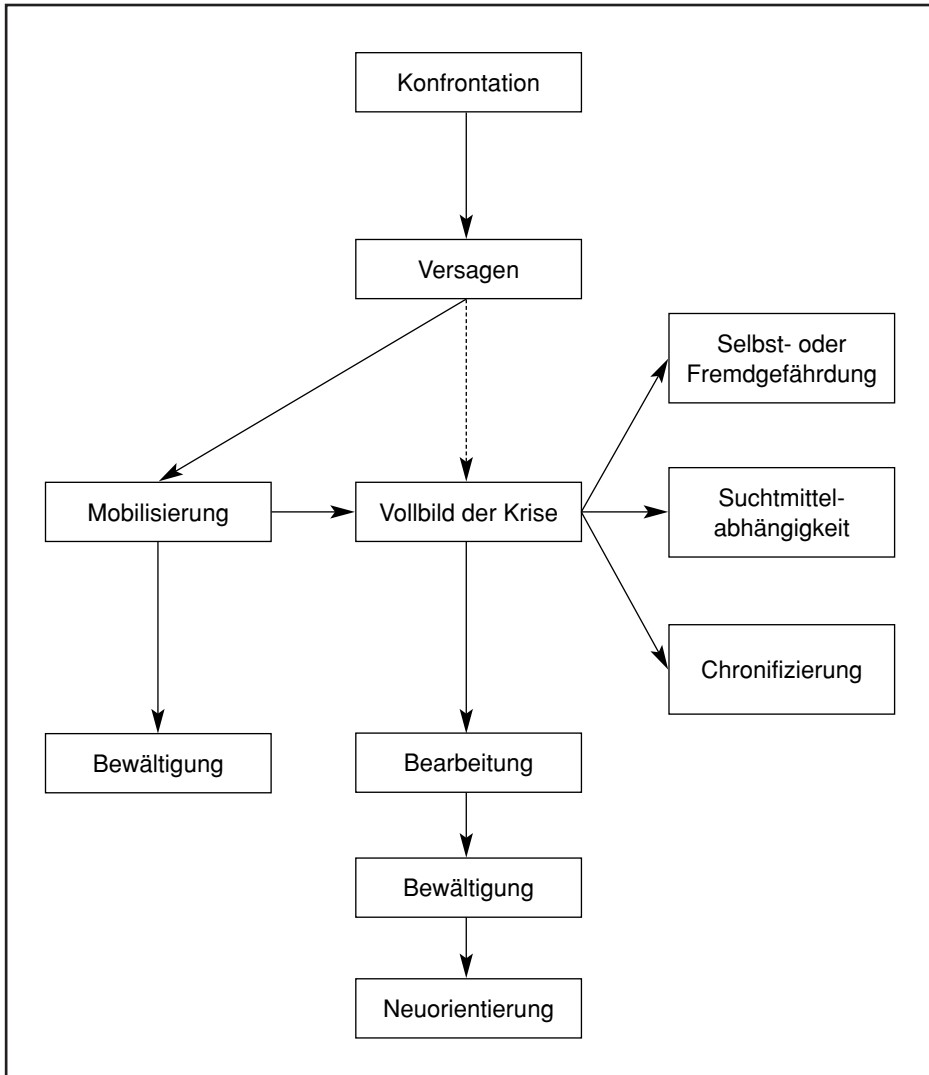 Konfrontation
Versagen
Selbst- oder
Fremdgefährdung
Mobilisierung
Vollbild der Krise
Suchtmittel-
abhängigkeit
Chronifizierung
Bewältigung
Bearbeitung
Bewältigung
Neuorientierung